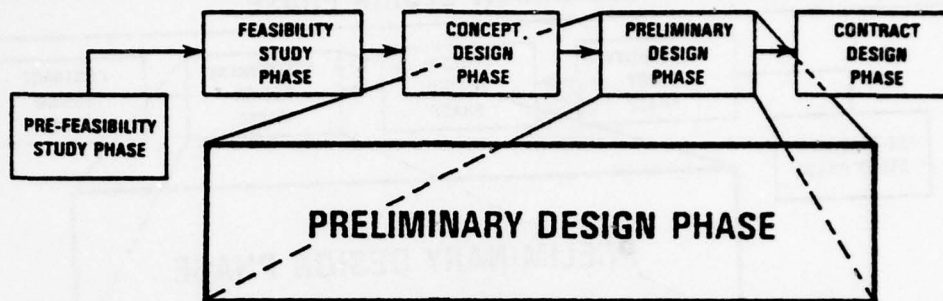 FEASIBILITY
STUDY
PHASE
CONCEPT
DESIGN
PHASE
PRELIMINARY
DESIGN
PHASE
CONTRACT
DESIGN
PHASE
PRE-FEASIBILITY
STUDY PHASE
PRELIMINARY DESIGN PHASE